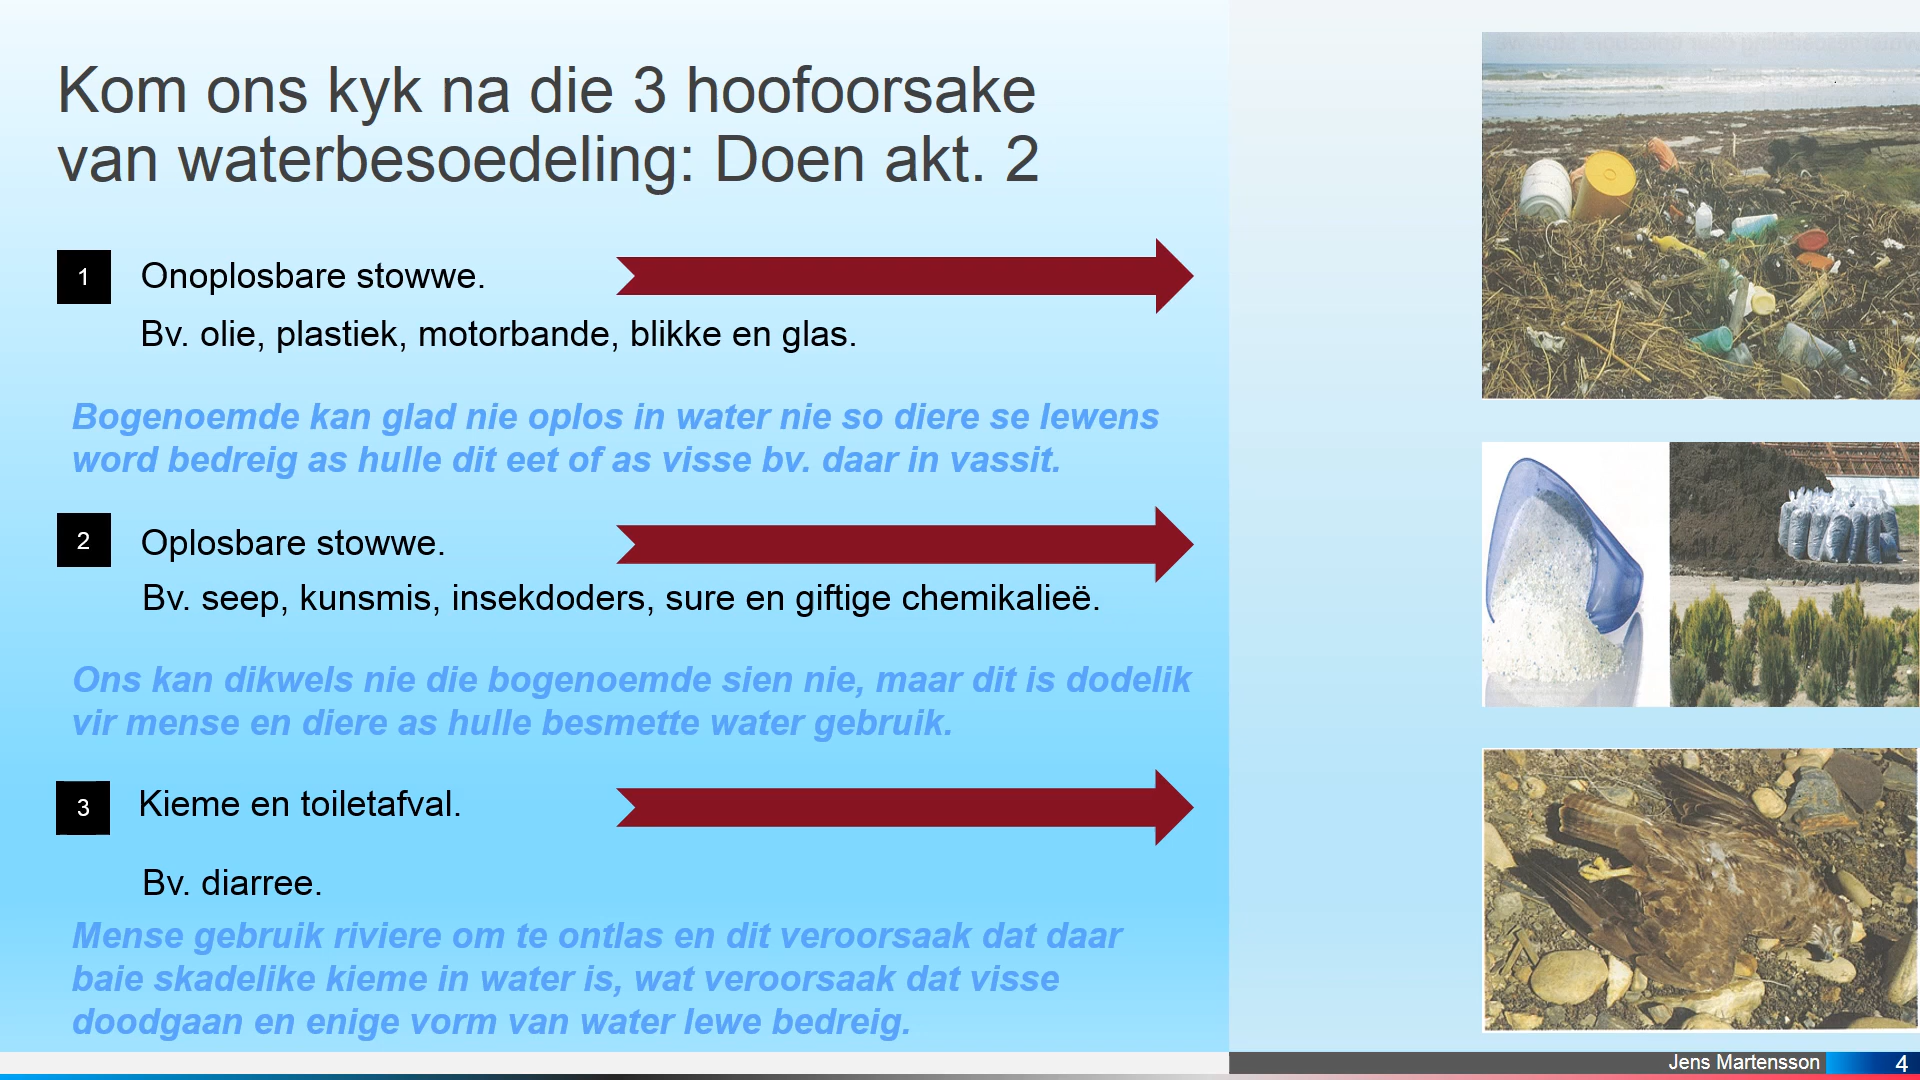 Kom ons kyk na die 3 hoofoorsake
van waterbesoedeling: Doen akt. 2
1 Onoplosbare stowwe.
Bv. olie, plastiek, motorbande, blikke en glas.
Bogenoemde kan glad nie oplos in water nie so diere se lewens
word bedreig as hulle dit eet of as visse bv. daar in vassit.
2 Oplosbare stowwe.
Bv. seep, kunsmis, insekdoders, sure en giftige chemikalieë.
Ons kan dikwels nie die bogenoemde sien nie, maar dit is dodelik
vir mense en diere as hulle besmette water gebruik.
3 Kieme en toiletafval.
Bv. diarree.
Mense gebruik riviere om te ontlas en dit veroorsaak dat daar
baie skadelike kieme in water is, wat veroorsaak dat visse
doodgaan en enige vorm van water lewe bedreig.
Jens Martensson 4